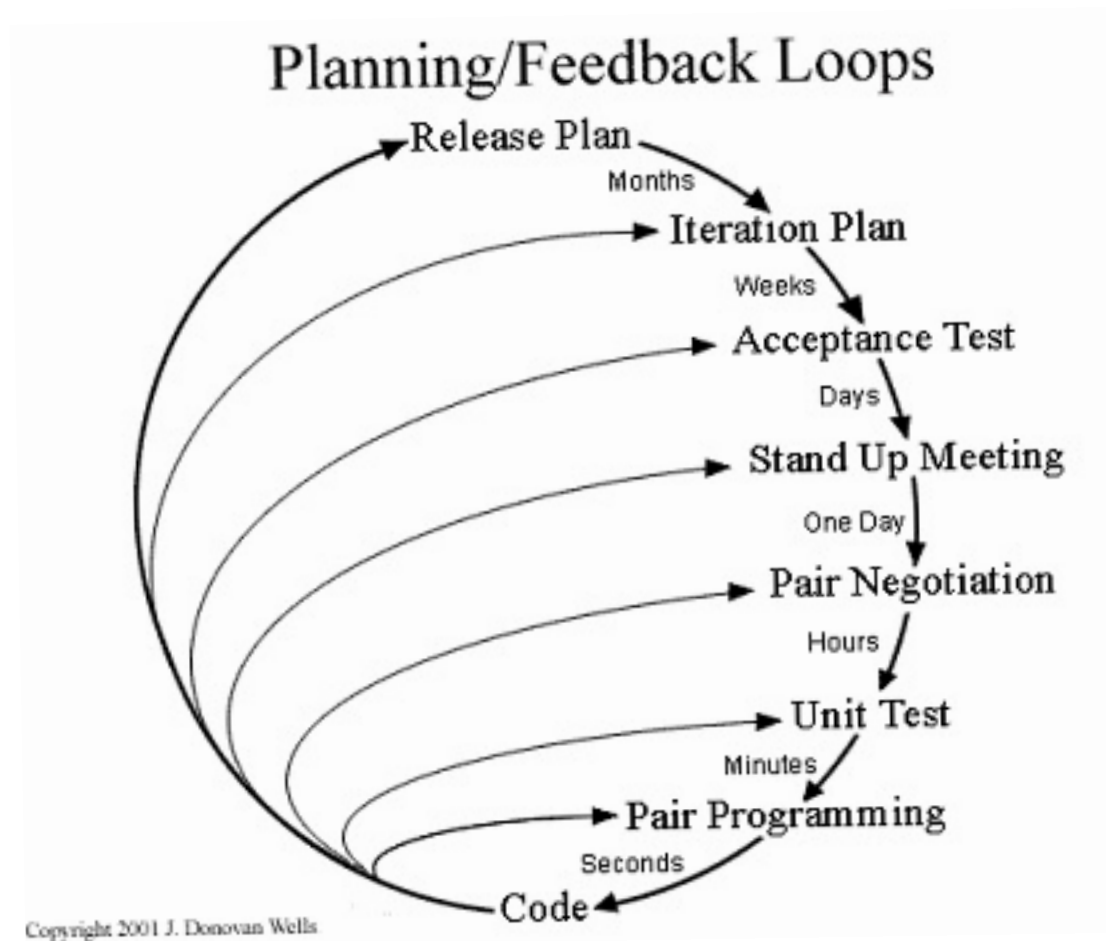 Planning/Feedback Loops
Release Plan
Months
Iteration Plan
Weeks
Acceptance Test
Days
Stand Up Meeting
One Day
Pair Negotiation
Hours
Unit Test
Minutes
Pair Programming
Seconds
Code
Copyright 2001 J. Donovan Wells